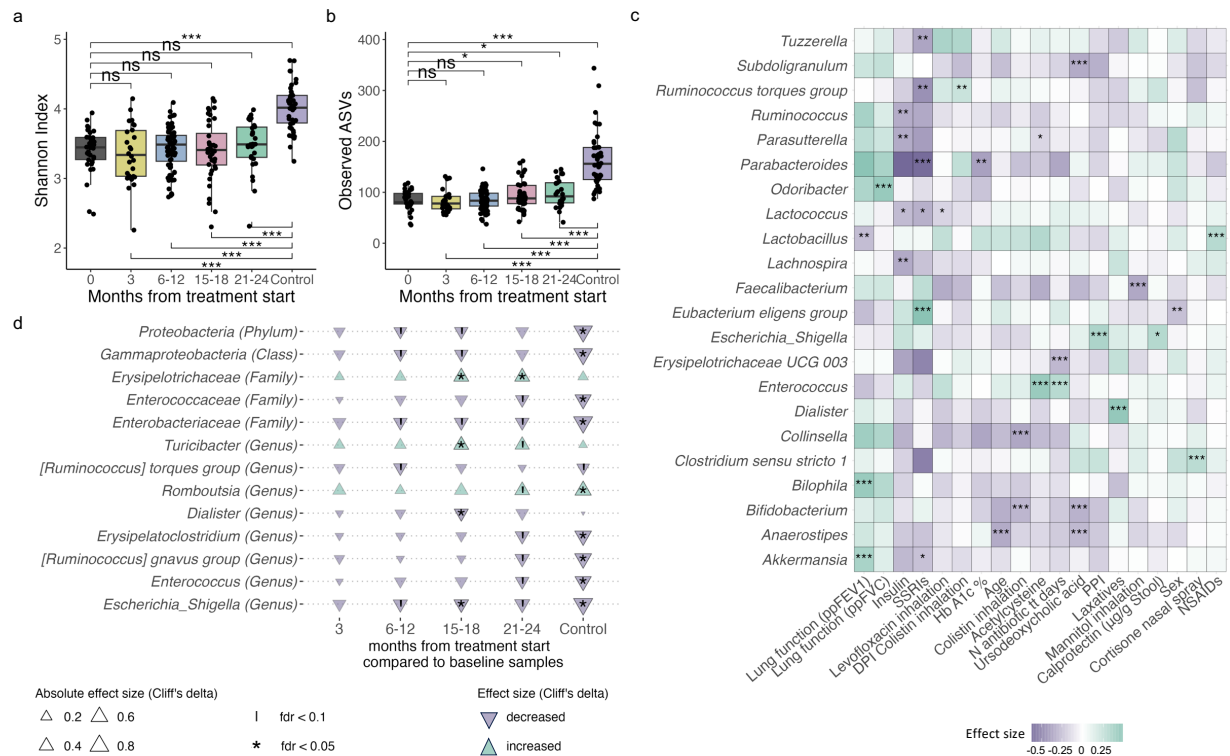 a
Shannon Index
5
4
3
2
***
ns
ns
ns
ns
***
***
***
***
0
3
6-12
15-18
21-24
Control
Months from treatment start
b
Observed ASVs
400
300
200
100
0
***
*
*
ns
ns
***
***
***
***
0
3
6-12
15-18
21-24
Control
Months from treatment start
c
Tuzzerella
**
Subdoligranulum
***
Ruminococcus torques group
** **
Ruminococcus
**
Parasutterella
** *
Parabacteroides
*** **
Odoribacter
***
Lactococcus
* * *
Lactobacillus
** ***
Lachnospira
**
Faecalibacterium
***
Eubacterium eligens group
*** **
Escherichia_Shigella
*** *
Erysipelotrichaceae UCG 003
***
Enterococcus
*** ***
Dialister
***
Collinsella
***
Clostridium sensu stricto 1
***
Bilophila
***
Bifidobacterium
*** ***
Anaerostipes
*** ***
Akkermansia
*** *
Lung function (ppFEV1)
Lung function (ppFVC)
Insulin
SSRIs
Levofloxacin inhalation
DPI Colistin inhalation
Hb A1c %
Age
Colistin inhalation
Acetylcysteine
N antibiotic tt days
Ursodeoxycholic acid
PPI
Laxatives
Mannitol inhalation
Calprotectin (µg/g Stool)
Sex
Cortisone nasal spray
NSAIDs
Effect size
-0.5 -0.25 0 0.25
d
Proteobacteria (Phylum)
I I *
Gammaproteobacteria (Class)
I I *
Erysipelotrichaceae (Family)
* *
Enterococcaceae (Family)
I *
Enterobacteriaceae (Family)
I I I *
Turicibacter (Genus)
* I
[Ruminococcus] torques group (Genus)
I I
Romboutsia (Genus)
I *
Dialister (Genus)
*
Erysipelatoclostridium (Genus)
I *
[Ruminococcus] gnavus group (Genus)
I *
Enterococcus (Genus)
I *
Escherichia_Shigella (Genus)
I * I *
3
6-12
15-18
21-24
Control
months from treatment start
compared to baseline samples
Absolute effect size (Cliff's delta)
0.2 0.6
0.4 0.8
I fdr < 0.1
* fdr < 0.05
Effect size (Cliff's delta)
decreased
increased